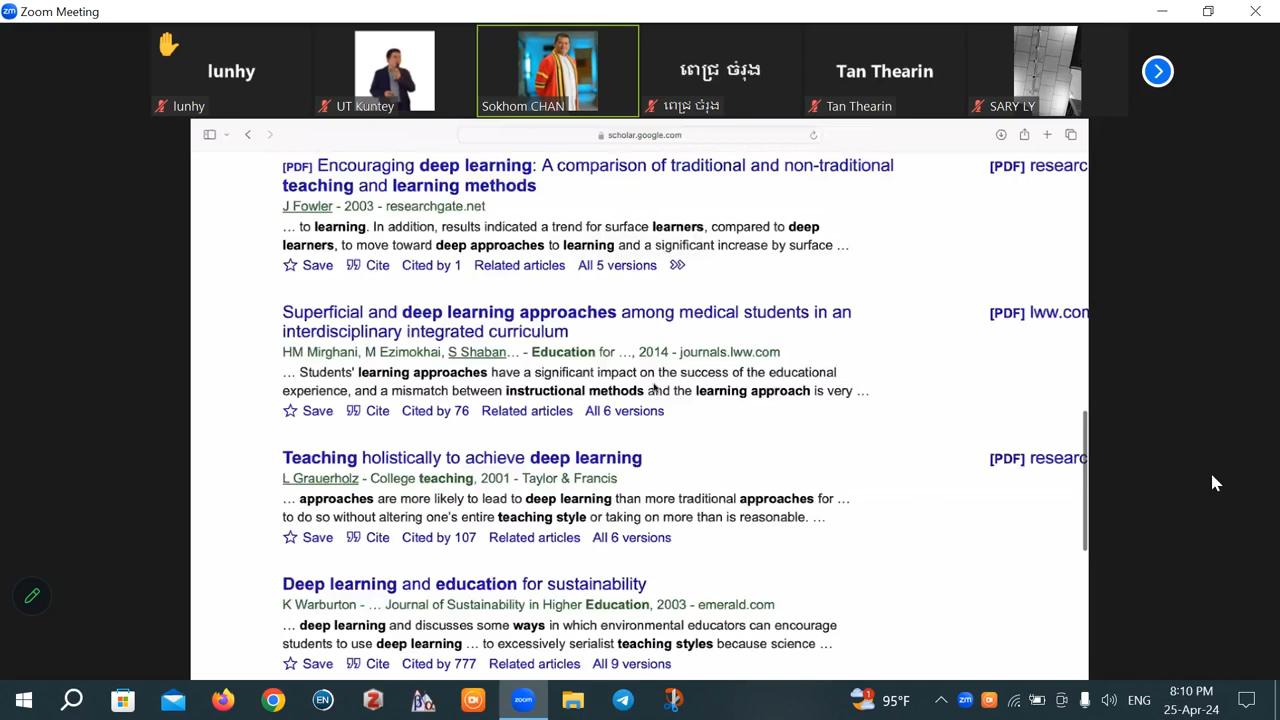 Zoom Meeting
lunhy
Tan Thearin
ពេជ្រ ច័រុង
lunhy
UT Kuntey
Sokhom CHAN
ពេជ្រ ច័រុង
Tan Thearin
SARY LY
scholar.google.com
[PDF] Encouraging deep learning: A comparison of traditional and non-traditional
teaching and learning methods
[PDF] researc
J Fowler - 2003 - researchgate.net
… to learning. In addition, results indicated a trend for surface learners, compared to deep
learners, to move toward deep approaches to learning and a significant increase by surface …
Save Cite Cited by 1 Related articles All 5 versions
Superficial and deep learning approaches among medical students in an
interdisciplinary integrated curriculum
[PDF] lww.con
HM Mirghani, M Ezimokhai, S Shaban… - Education for …, 2014 - journals.lww.com
… Students' learning approaches have a significant impact on the success of the educational
experience, and a mismatch between instructional methods and the learning approach is very …
Save Cite Cited by 76 Related articles All 6 versions
Teaching holistically to achieve deep learning
[PDF] researc
L Grauerholz - College teaching, 2001 - Taylor & Francis
… approaches are more likely to lead to deep learning than more traditional approaches for …
to do so without altering one's entire teaching style or taking on more than is reasonable. …
Save Cite Cited by 107 Related articles All 6 versions
Deep learning and education for sustainability
K Warburton - … Journal of Sustainability in Higher Education, 2003 - emerald.com
… deep learning and discusses some ways in which environmental educators can encourage
students to use deep learning … to excessively serialist teaching styles because science …
Save Cite Cited by 777 Related articles All 9 versions
EN
zoom
95°F
zm
ENG
8:10 PM
25-Apr-24